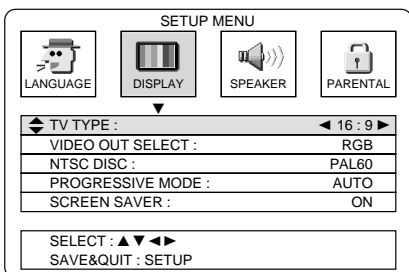 SETUP MENU
LANGUAGE DISPLAY SPEAKER PARENTAL
▼
TV TYPE : ◄ 16 : 9 ►
VIDEO OUT SELECT : RGB
NTSC DISC : PAL60
PROGRESSIVE MODE : AUTO
SCREEN SAVER : ON
SELECT : ▲ ▼ ◄ ►
SAVE&QUIT : SETUP